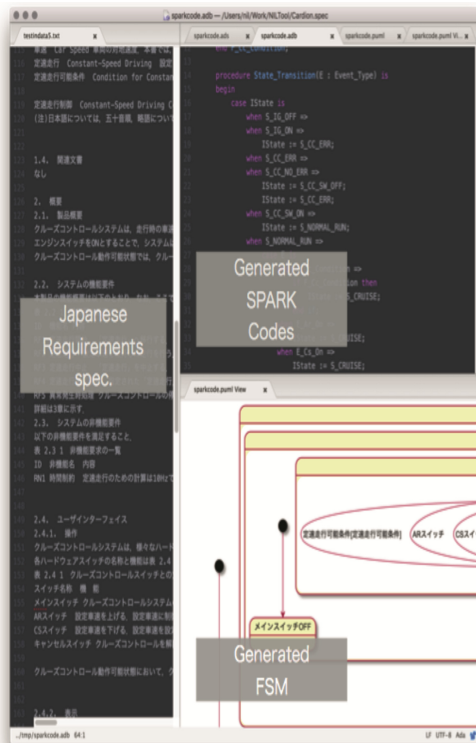 sparkcode.adb — /Users/nil/Work/NILTool/Cardion.spec
testindata5.txt
車速 Car Speed 車両の対地速度。本書では、
定速走行 Constant-Speed Driving 設定
定速走行可能条件 Condition for Constan
定速走行制御 Constant-Speed Driving C
(注)日本語については、五十音順、略語につい
1.4. 関連文書
なし
2. 概要
2.1. 製品概要
クルーズコントロールシステムは、走行時の車速
エンジンスイッチをONとすることで、システムは
クルーズコントロール動作可能状態では、クルー
2.2. システムの機能要件
Japanese
Requirements
spec.
詳細は3章に示す.
2.3. システムの非機能要件
以下の非機能要件を満足すること.
表 2.3 1 非機能要求の一覧
ID 非機能名 内容
RN1 時間制約 定速走行のための計算は10Hzで
2.4. ユーザインターフェイス
2.4.1. 操作
クルーズコントロールシステムは、様々なハード
各ハードウェアスイッチの名称と機能は表 2.4
表 2.4 1 クルーズコントロールスイッチとの
スイッチ名称 機 能
メインスイッチ クルーズコントロールシステム
ARスイッチ 設定車速を上げる、設定車速に制
CSスイッチ 設定車速を下げる、設定車速を設
キャンセルスイッチ クルーズコントロールを解
クルーズコントロール動作可能状態において、ク
2.4.2. 表示
sparkcode.ads
sparkcode.adb
sparkcode.puml
sparkcode.puml Vi...
end F_CC_Condition;
procedure State_Transition(E : Event_Type) is
begin
case IState is
when S_IG_OFF =>
when S_IG_ON =>
IState := S_CC_ERR;
when S_CC_ERR =>
when S_CC_NO_ERR =>
IState := S_CC_SW_OFF;
IState := S_CC_ERR;
when S_CC_SW_ON =>
IState := S_NORMAL_RUN;
when S_NORMAL_RUN =>
Generated
SPARK
Codes
then
S_CRUISE;
when E_Cs_On =>
IState := S_CRUISE;
sparkcode.puml View
定速走行可能条件[定速走行可能条件]
ARスイッチ
CSスイ
メインスイッチOFF
Generated
FSM
../tmp/sparkcode.adb 64:1
LF UTF-8 Ada